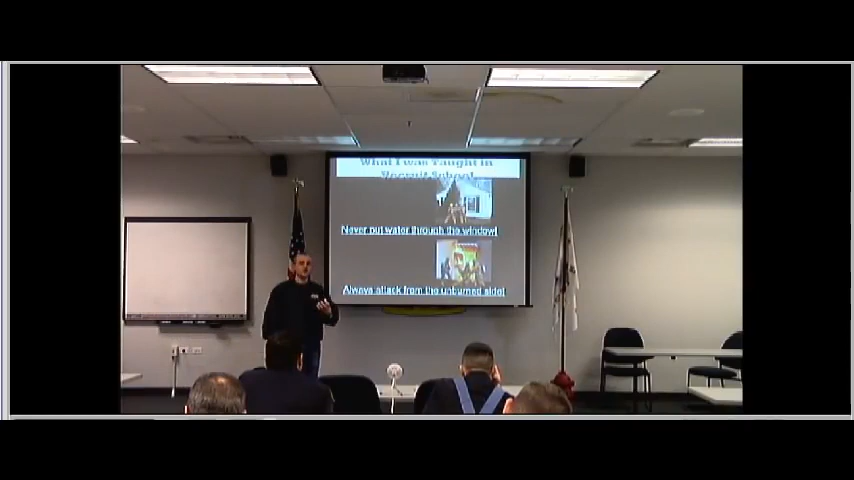 What I was Taught in
Recruit School
Never put water through the window!
Always attack from the unburned side!